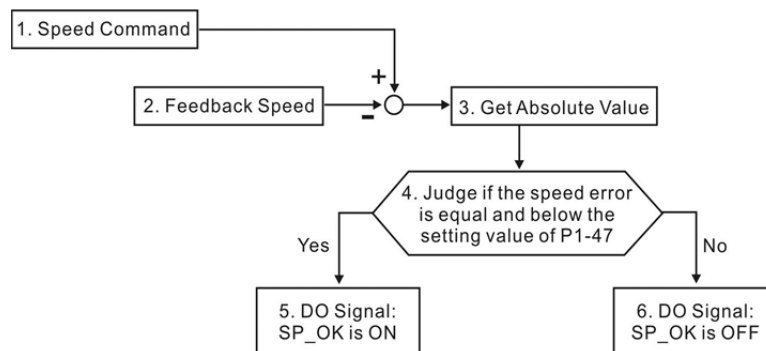 1. Speed Command
+
2. Feedback Speed
-
3. Get Absolute Value
4. Judge if the speed error
is equal and below the
setting value of P1-47
Yes
No
5. DO Signal:
SP_OK is ON
6. DO Signal:
SP_OK is OFF